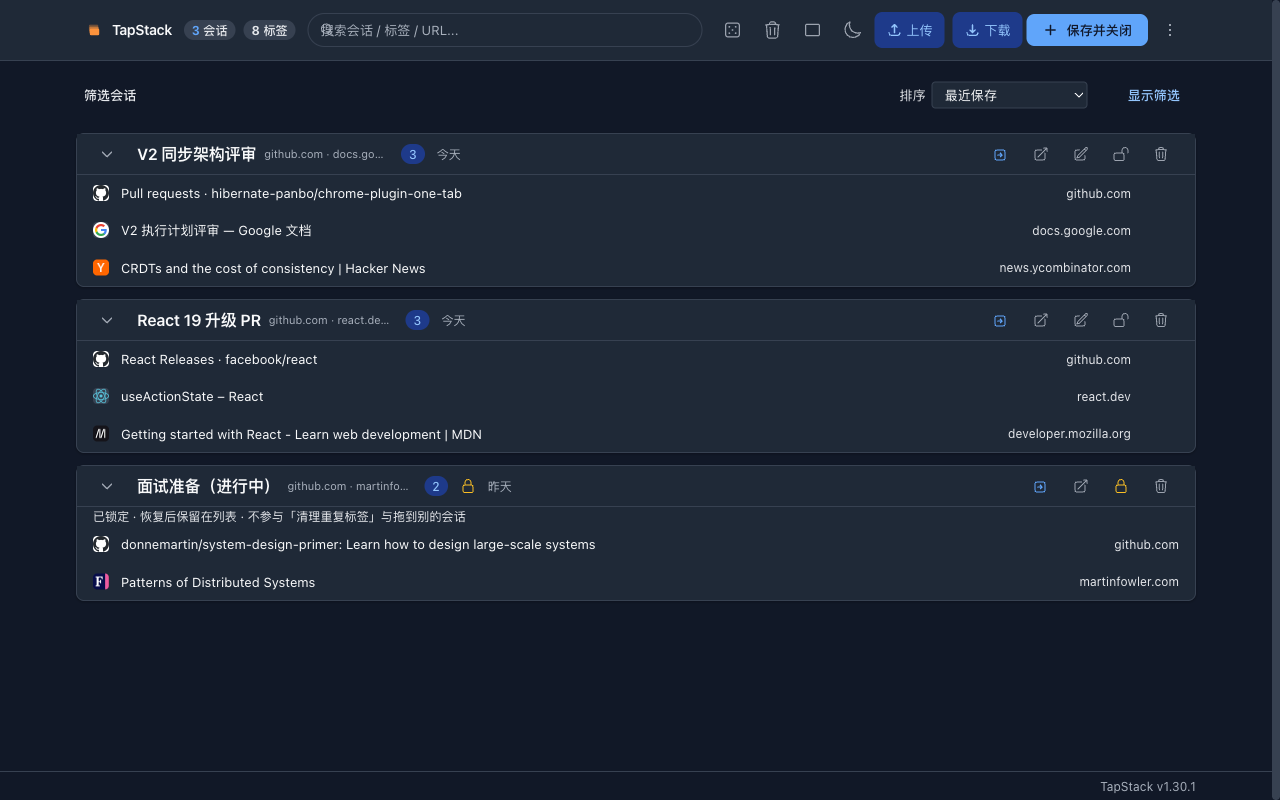 TapStack 3 会话 8 标签 搜索会话 / 标签 / URL... 上传 下载 保存并关闭
筛选会话 排序 最近保存 显示筛选
V2 同步架构评审 github.com · docs.go... 3 今天
Pull requests · hibernate-panbo/chrome-plugin-one-tab github.com
V2 执行计划评审 — Google 文档 docs.google.com
CRDTs and the cost of consistency | Hacker News news.ycombinator.com
React 19 升级 PR github.com · react.de... 3 今天
React Releases · facebook/react github.com
useActionState – React react.dev
Getting started with React - Learn web development | MDN developer.mozilla.org
面试准备（进行中） github.com · martinfo... 2 昨天
已锁定 · 恢复后保留在列表 · 不参与「清理重复标签」与拖到别的会话
donnemartin/system-design-primer: Learn how to design large-scale systems github.com
Patterns of Distributed Systems martinfowler.com
TapStack v1.30.1